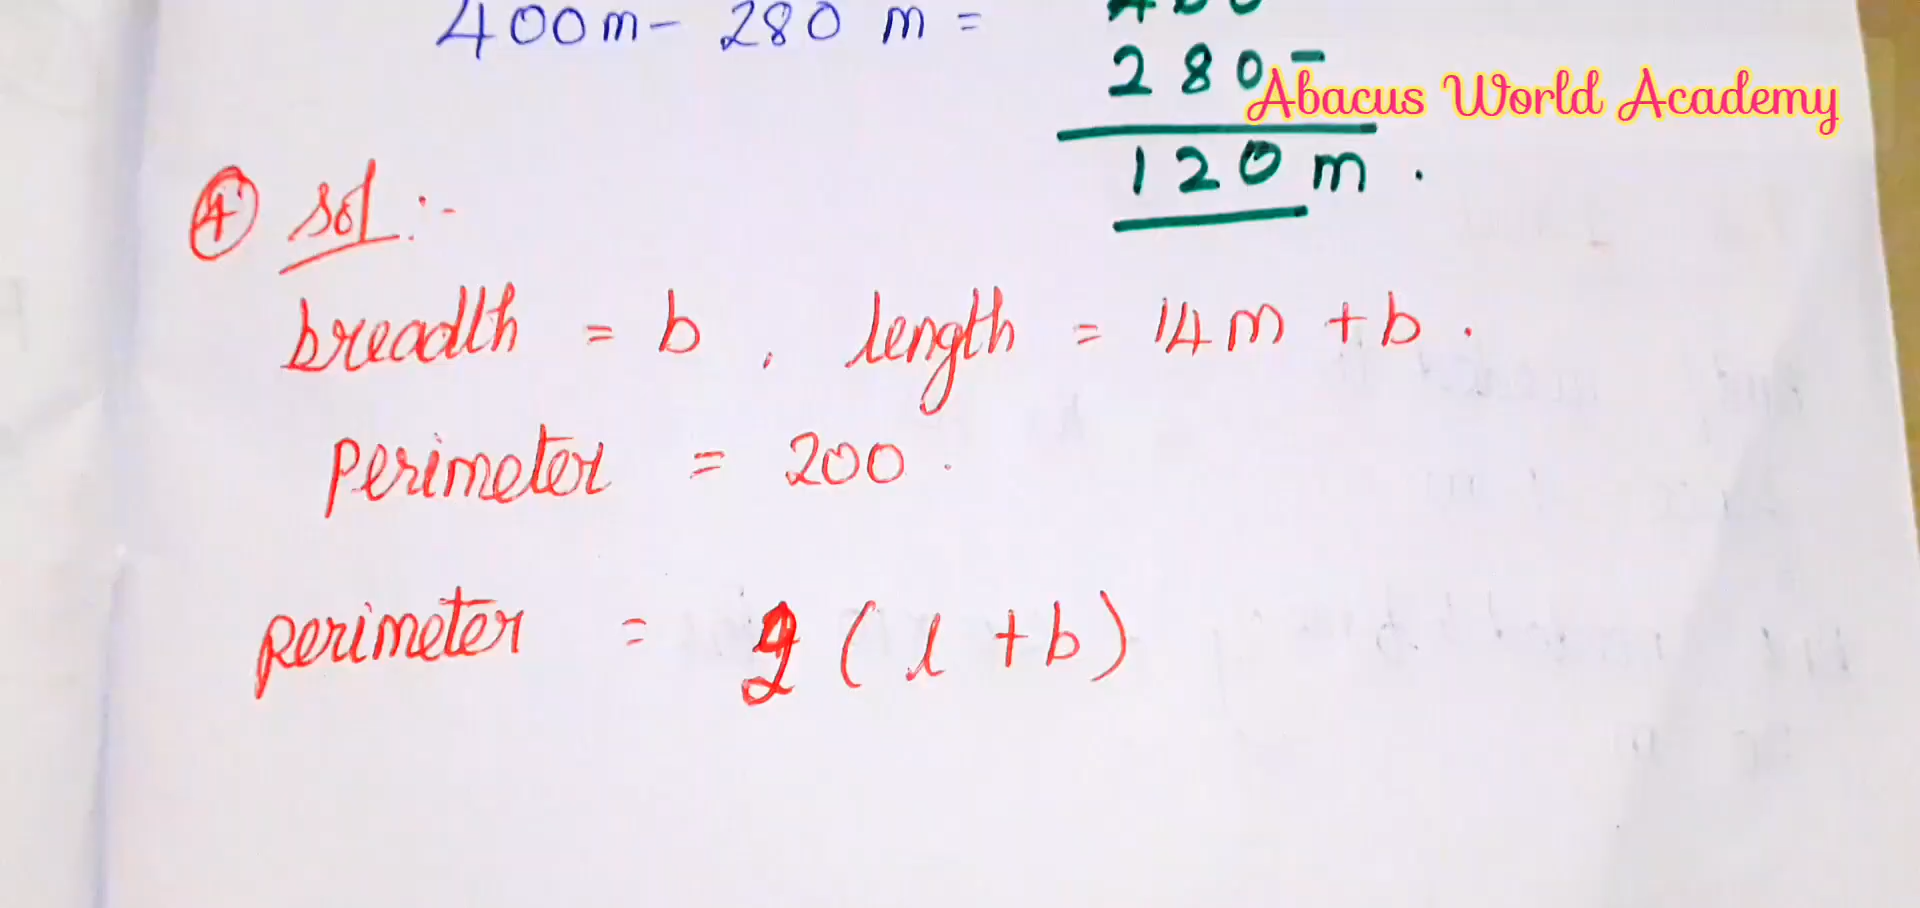 400m - 280 m =
280 -
Abacus World Academy
120 m .
4 sol :-
breadth = b , length = 14m + b .
perimeter = 200 .
perimeter = 2 ( l + b )